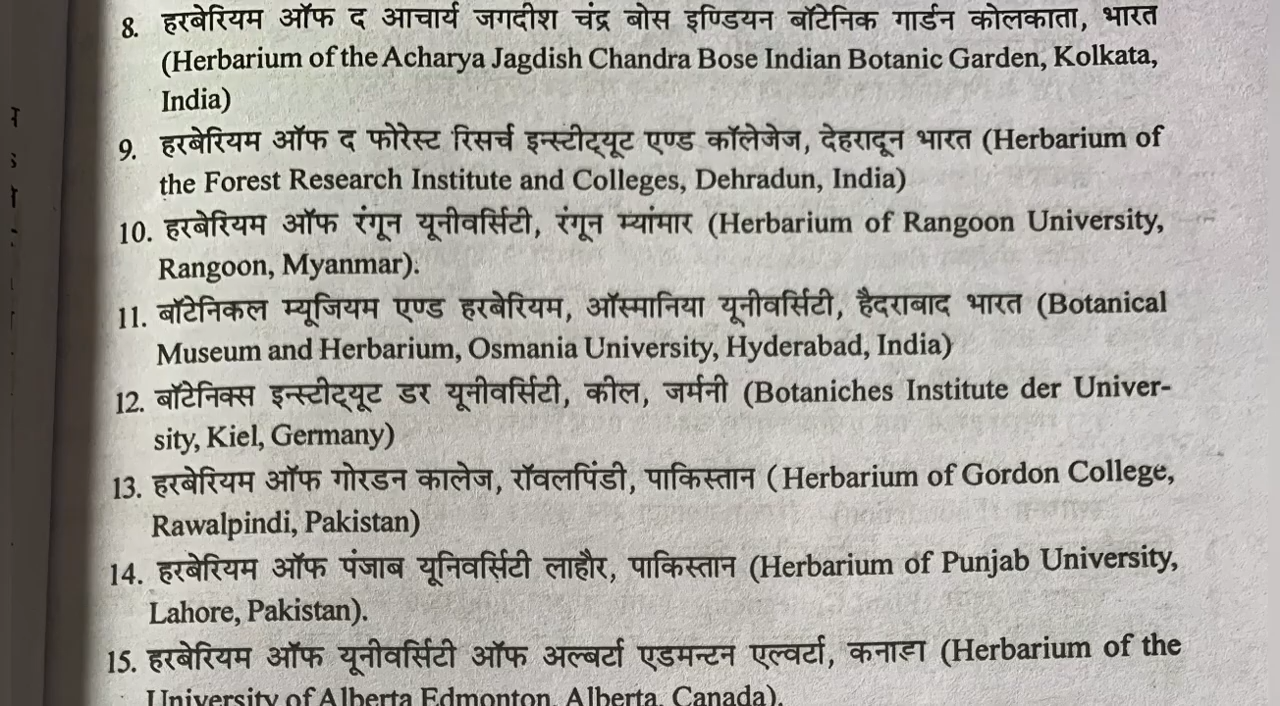 8. हरबेरियम ऑफ द आचार्य जगदीश चंद्र बोस इण्डियन बॉटेनिक गार्डन कोलकाता, भारत
(Herbarium of the Acharya Jagdish Chandra Bose Indian Botanic Garden, Kolkata,
India)
9. हरबेरियम ऑफ द फोरेस्ट रिसर्च इन्स्टीट्यूट एण्ड कॉलेजेज, देहरादून भारत (Herbarium of
the Forest Research Institute and Colleges, Dehradun, India)
10. हरबेरियम ऑफ रंगून यूनीवर्सिटी, रंगून म्यांमार (Herbarium of Rangoon University,
Rangoon, Myanmar).
11. बॉटेनिकल म्यूजियम एण्ड हरबेरियम, ऑस्मानिया यूनीवर्सिटी, हैदराबाद भारत (Botanical
Museum and Herbarium, Osmania University, Hyderabad, India)
12. बॉटेनिक्स इन्स्टीट्यूट डर यूनीवर्सिटी, कील, जर्मनी (Botaniches Institute der Univer-
sity, Kiel, Germany)
13. हरबेरियम ऑफ गोरडन कालेज, रॉवलपिंडी, पाकिस्तान (Herbarium of Gordon College,
Rawalpindi, Pakistan)
14. हरबेरियम ऑफ पंजाब यूनिवर्सिटी लाहौर, पाकिस्तान (Herbarium of Punjab University,
Lahore, Pakistan).
15. हरबेरियम ऑफ यूनीवर्सिटी ऑफ अल्बर्टा एडमन्टन एल्वर्टा, कनाडा (Herbarium of the
University of Alberta Edmonton, Alberta, Canada).